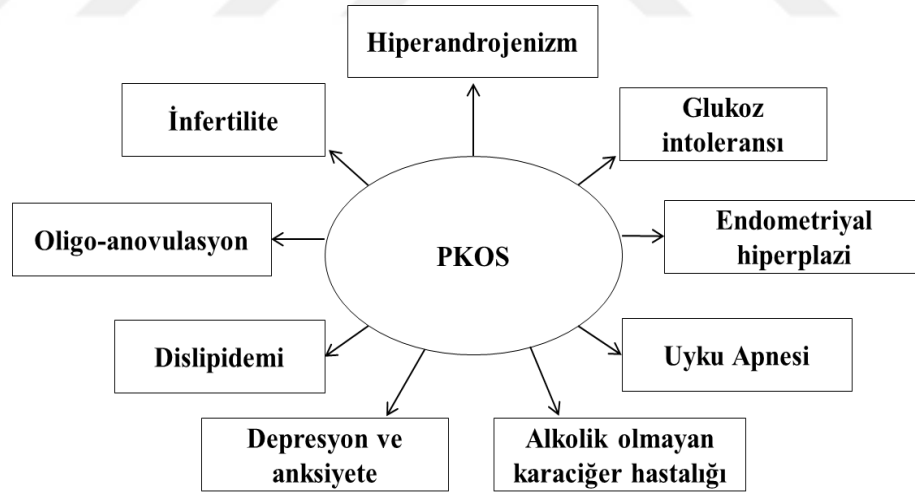 Hiperandrojenizm
İnfertilite
Glukoz
intoleransı
Oligo-anovulasyon
PKOS
Endometriyal
hiperplazi
Dislipidemi
Uyku Apnesi
Depresyon ve
anksiyete
Alkolik olmayan
karaciğer hastalığı